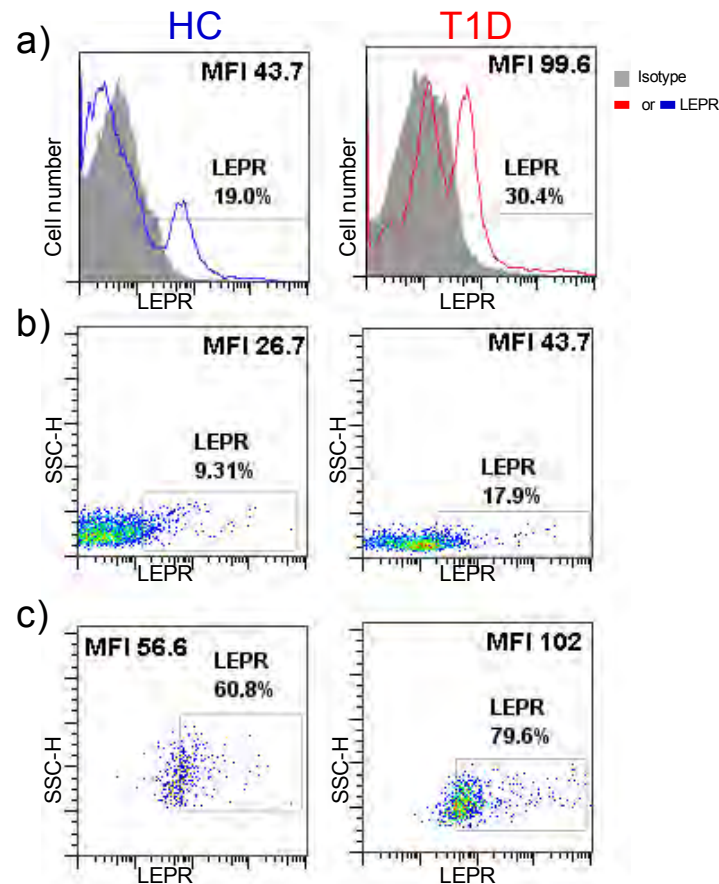 HC
T1D
a)
MFI 43.7
LEPR
19.0%
Cell number
LEPR
MFI 99.6
LEPR
30.4%
Cell number
LEPR
Isotype
or LEPR
b)
MFI 26.7
LEPR
9.31%
SSC-H
LEPR
MFI 43.7
LEPR
17.9%
SSC-H
LEPR
c)
MFI 56.6
LEPR
60.8%
SSC-H
LEPR
MFI 102
LEPR
79.6%
SSC-H
LEPR